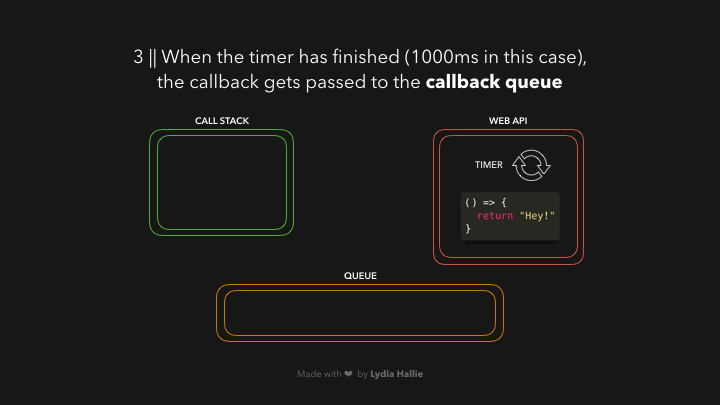 3 || When the timer has finished (1000ms in this case),
the callback gets passed to the callback queue
CALL STACK
WEB API
TIMER
() => {
  return "Hey!"
}
QUEUE
Made with ❤ by Lydia Hallie